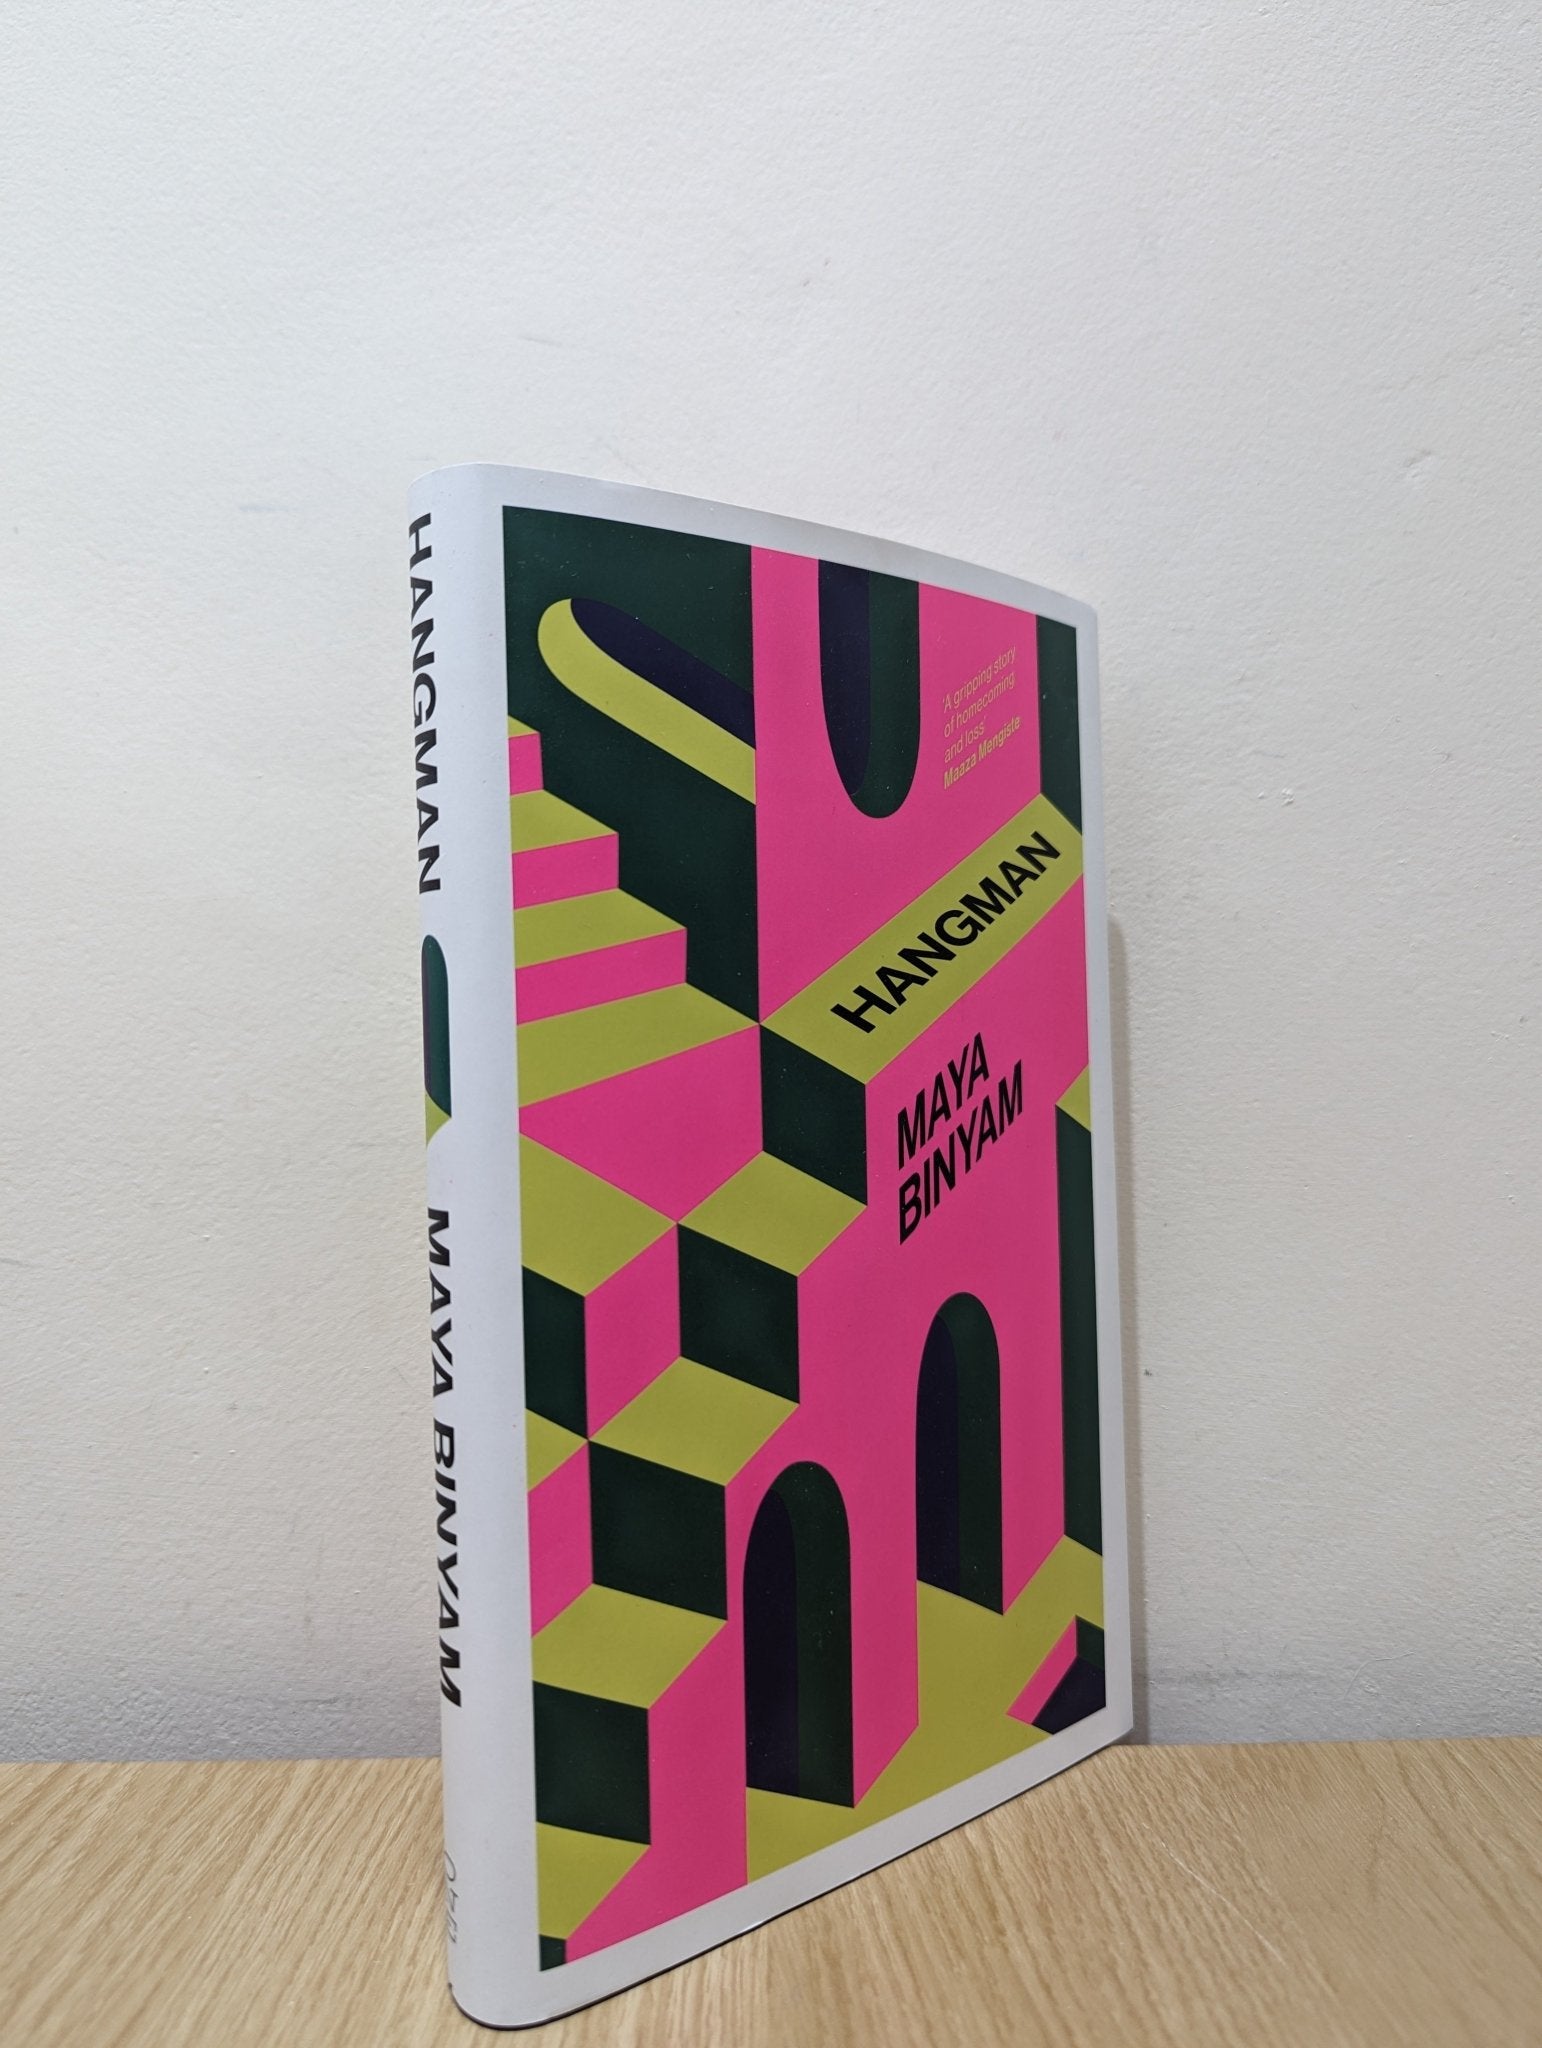 HANGMAN
MAYA BINYAM
'A gripping story
of homecoming
and loss'
Maaza Mengiste
HANGMAN
MAYA
BINYAM